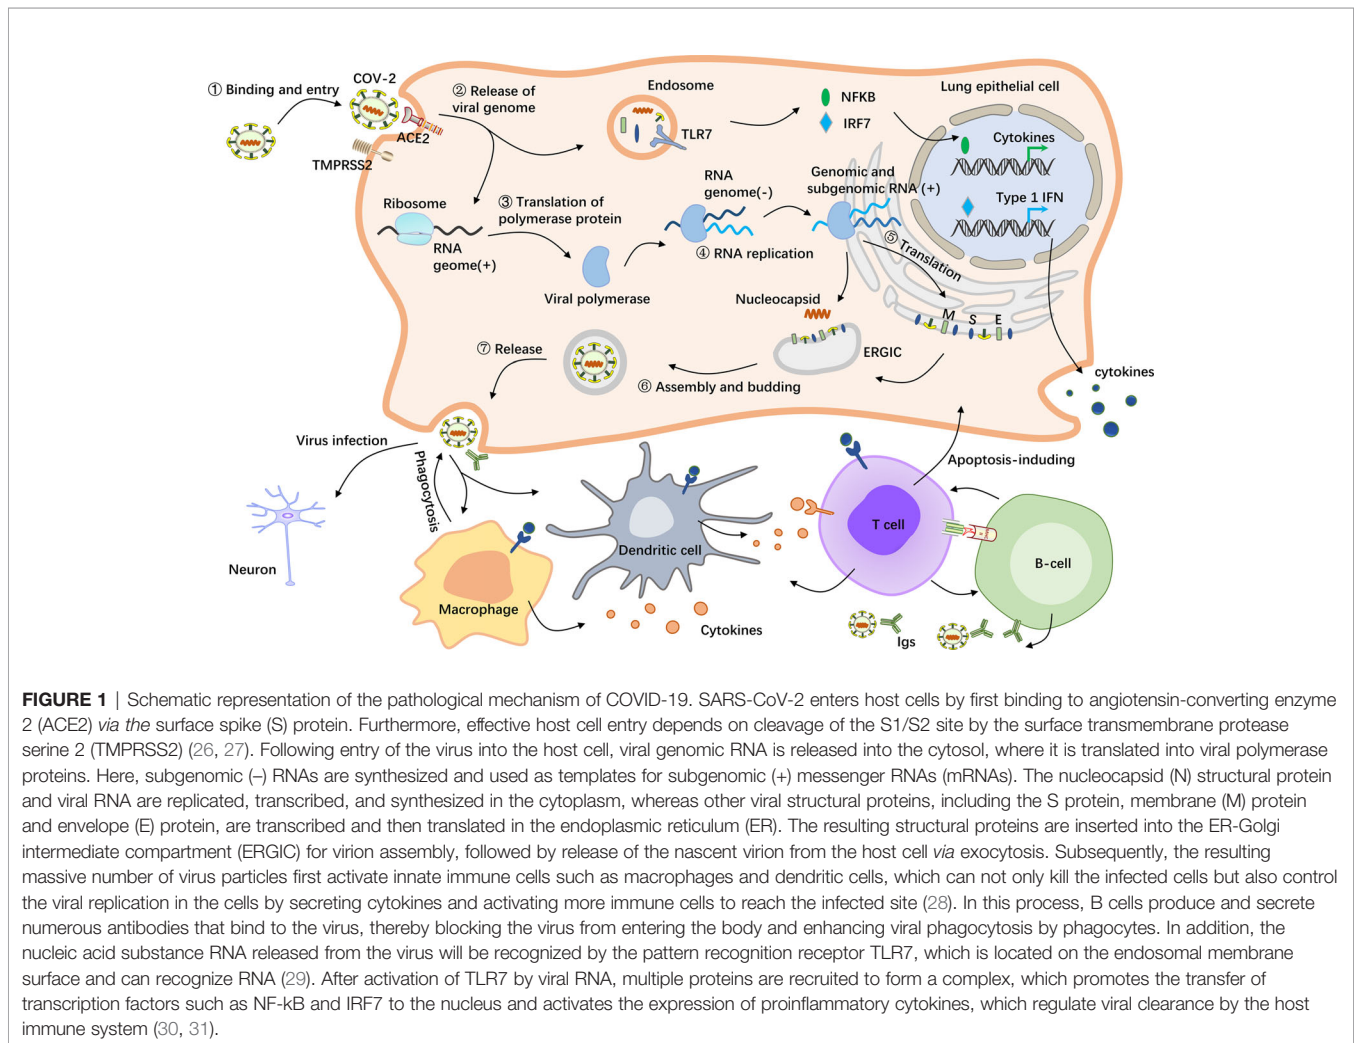 ① Binding and entry
COV-2
② Release of
viral genome
ACE2
TMPRSS2
Endosome
TLR7
NFKB
IRF7
Lung epithelial cell
Cytokines
Type 1 IFN
Ribosome
RNA
geome(+)
③ Translation of
polymerase protein
Viral polymerase
RNA
genome(-)
④ RNA replication
Genomic and
subgenomic RNA (+)
⑤ Translation
M S E
Nucleocapsid
ERGIC
⑥ Assembly and budding
⑦ Release
cytokines
Virus infection
Phagocytosis
Neuron
Macrophage
Dendritic cell
Cytokines
T cell
Apoptosis-induding
B-cell
Igs
FIGURE 1 | Schematic representation of the pathological mechanism of COVID-19. SARS-CoV-2 enters host cells by first binding to angiotensin-converting enzyme
2 (ACE2) via the surface spike (S) protein. Furthermore, effective host cell entry depends on cleavage of the S1/S2 site by the surface transmembrane protease
serine 2 (TMPRSS2) (26, 27). Following entry of the virus into the host cell, viral genomic RNA is released into the cytosol, where it is translated into viral polymerase
proteins. Here, subgenomic (–) RNAs are synthesized and used as templates for subgenomic (+) messenger RNAs (mRNAs). The nucleocapsid (N) structural protein
and viral RNA are replicated, transcribed, and synthesized in the cytoplasm, whereas other viral structural proteins, including the S protein, membrane (M) protein
and envelope (E) protein, are transcribed and then translated in the endoplasmic reticulum (ER). The resulting structural proteins are inserted into the ER-Golgi
intermediate compartment (ERGIC) for virion assembly, followed by release of the nascent virion from the host cell via exocytosis. Subsequently, the resulting
massive number of virus particles first activate innate immune cells such as macrophages and dendritic cells, which can not only kill the infected cells but also control
the viral replication in the cells by secreting cytokines and activating more immune cells to reach the infected site (28). In this process, B cells produce and secrete
numerous antibodies that bind to the virus, thereby blocking the virus from entering the body and enhancing viral phagocytosis by phagocytes. In addition, the
nucleic acid substance RNA released from the virus will be recognized by the pattern recognition receptor TLR7, which is located on the endosomal membrane
surface and can recognize RNA (29). After activation of TLR7 by viral RNA, multiple proteins are recruited to form a complex, which promotes the transfer of
transcription factors such as NF-kB and IRF7 to the nucleus and activates the expression of proinflammatory cytokines, which regulate viral clearance by the host
immune system (30, 31).